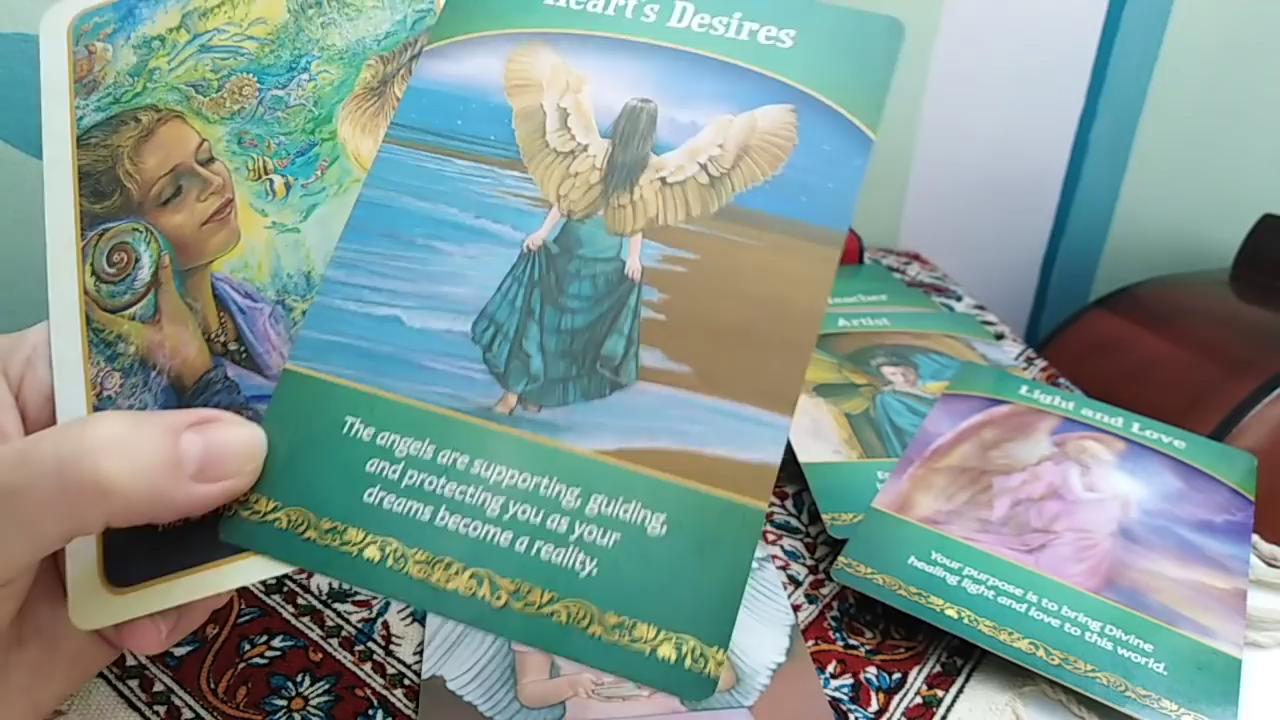 Heart's Desires
The angels are supporting, guiding,
and protecting you as your
dreams become a reality.
Artist
Light and Love
Your purpose is to bring Divine
healing light and love to this world.